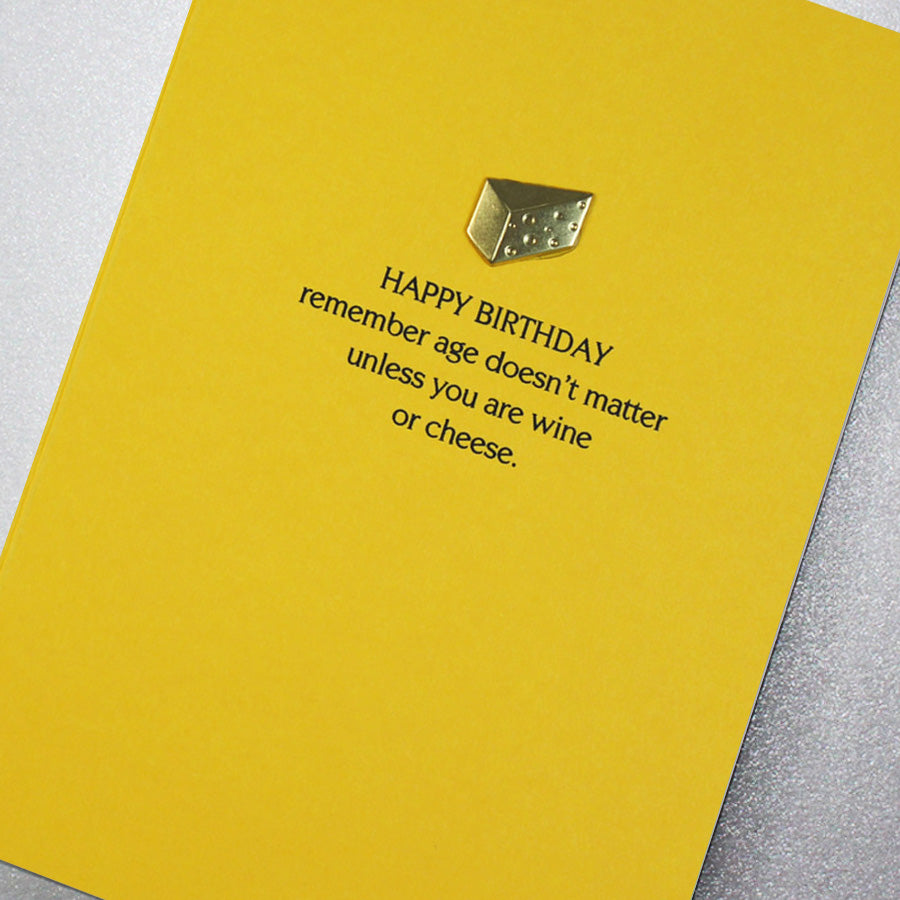 HAPPY BIRTHDAY
remember age doesn't matter
unless you are wine
or cheese.